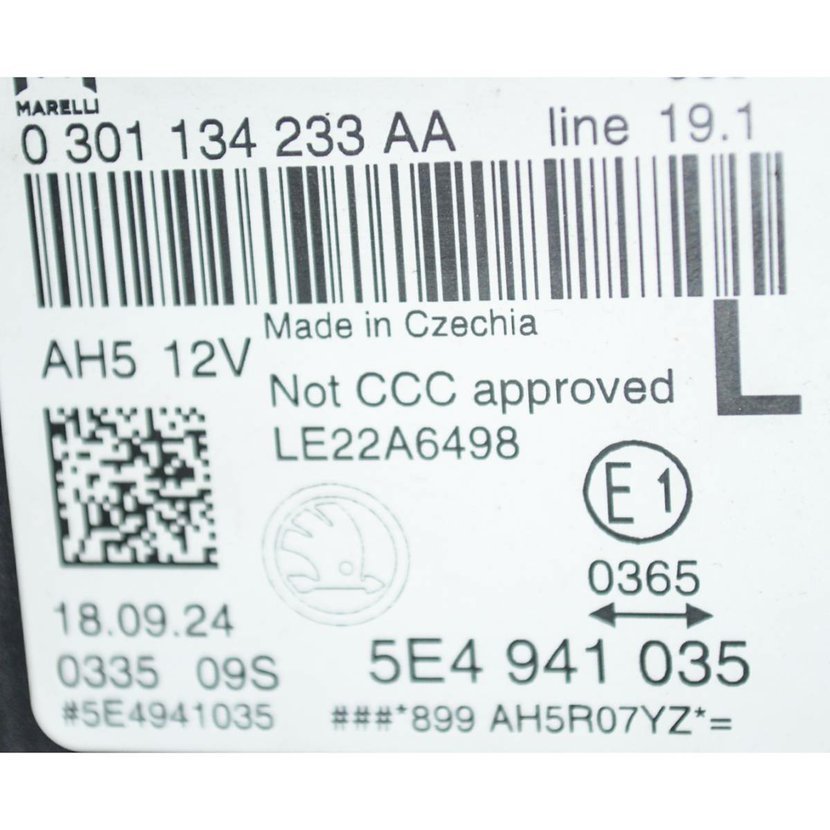 MARELLI
0 301 134 233 AA line 19.1
Made in Czechia
AH5 12V
Not CCC approved
L
LE22A6498
E1
0365
18.09.24
5E4 941 035
0335 09S
#5E4941035 ###*899 AH5R07YZ*=